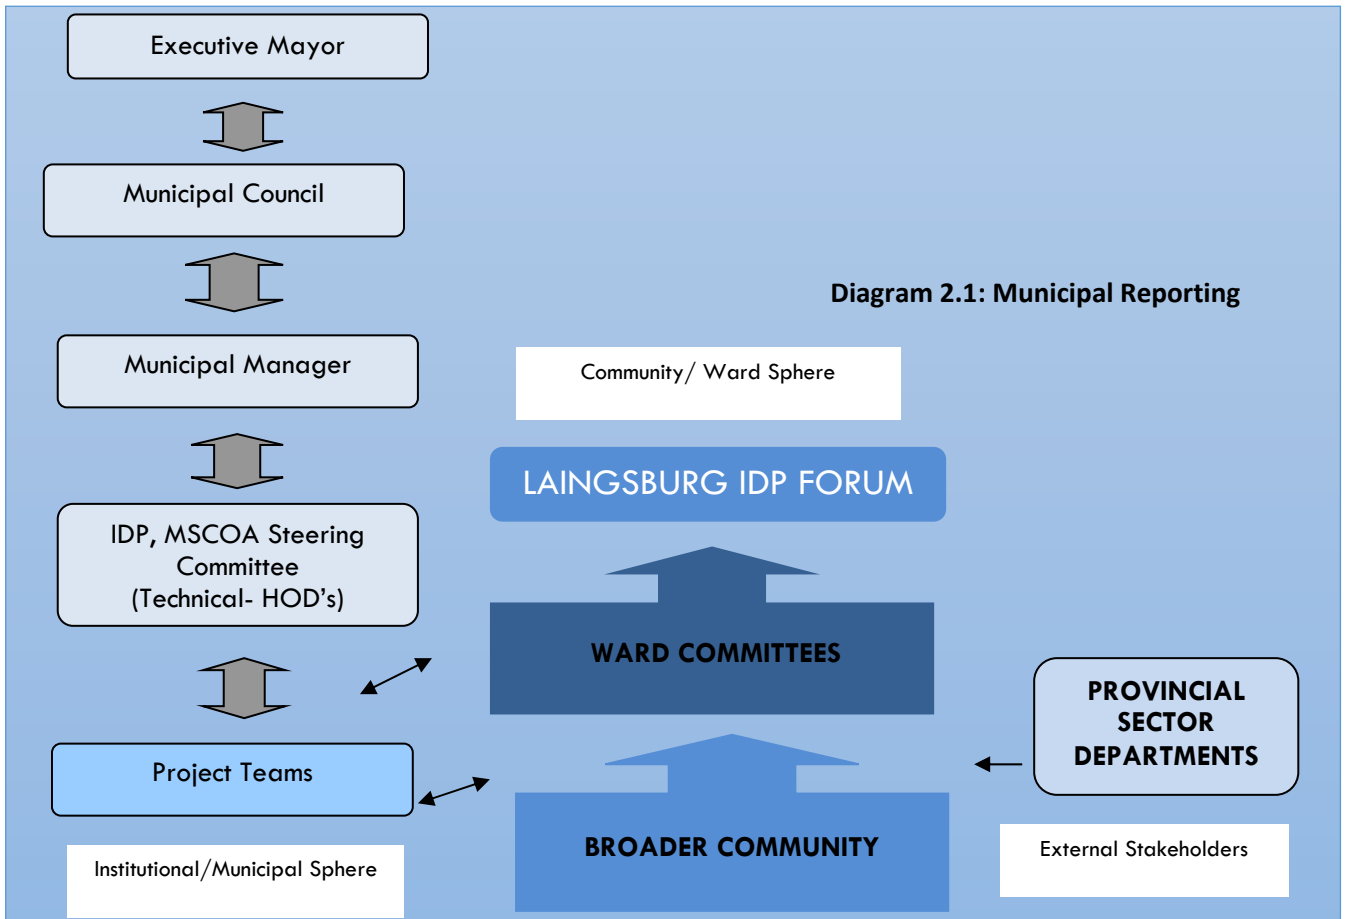 Executive Mayor
Municipal Council
Diagram 2.1: Municipal Reporting
Municipal Manager
Community/ Ward Sphere
LAINGSBURG IDP FORUM
IDP, MSCOA Steering
Committee
(Technical- HOD’s)
WARD COMMITTEES
PROVINCIAL
SECTOR
DEPARTMENTS
Project Teams
BROADER COMMUNITY
External Stakeholders
Institutional/Municipal Sphere